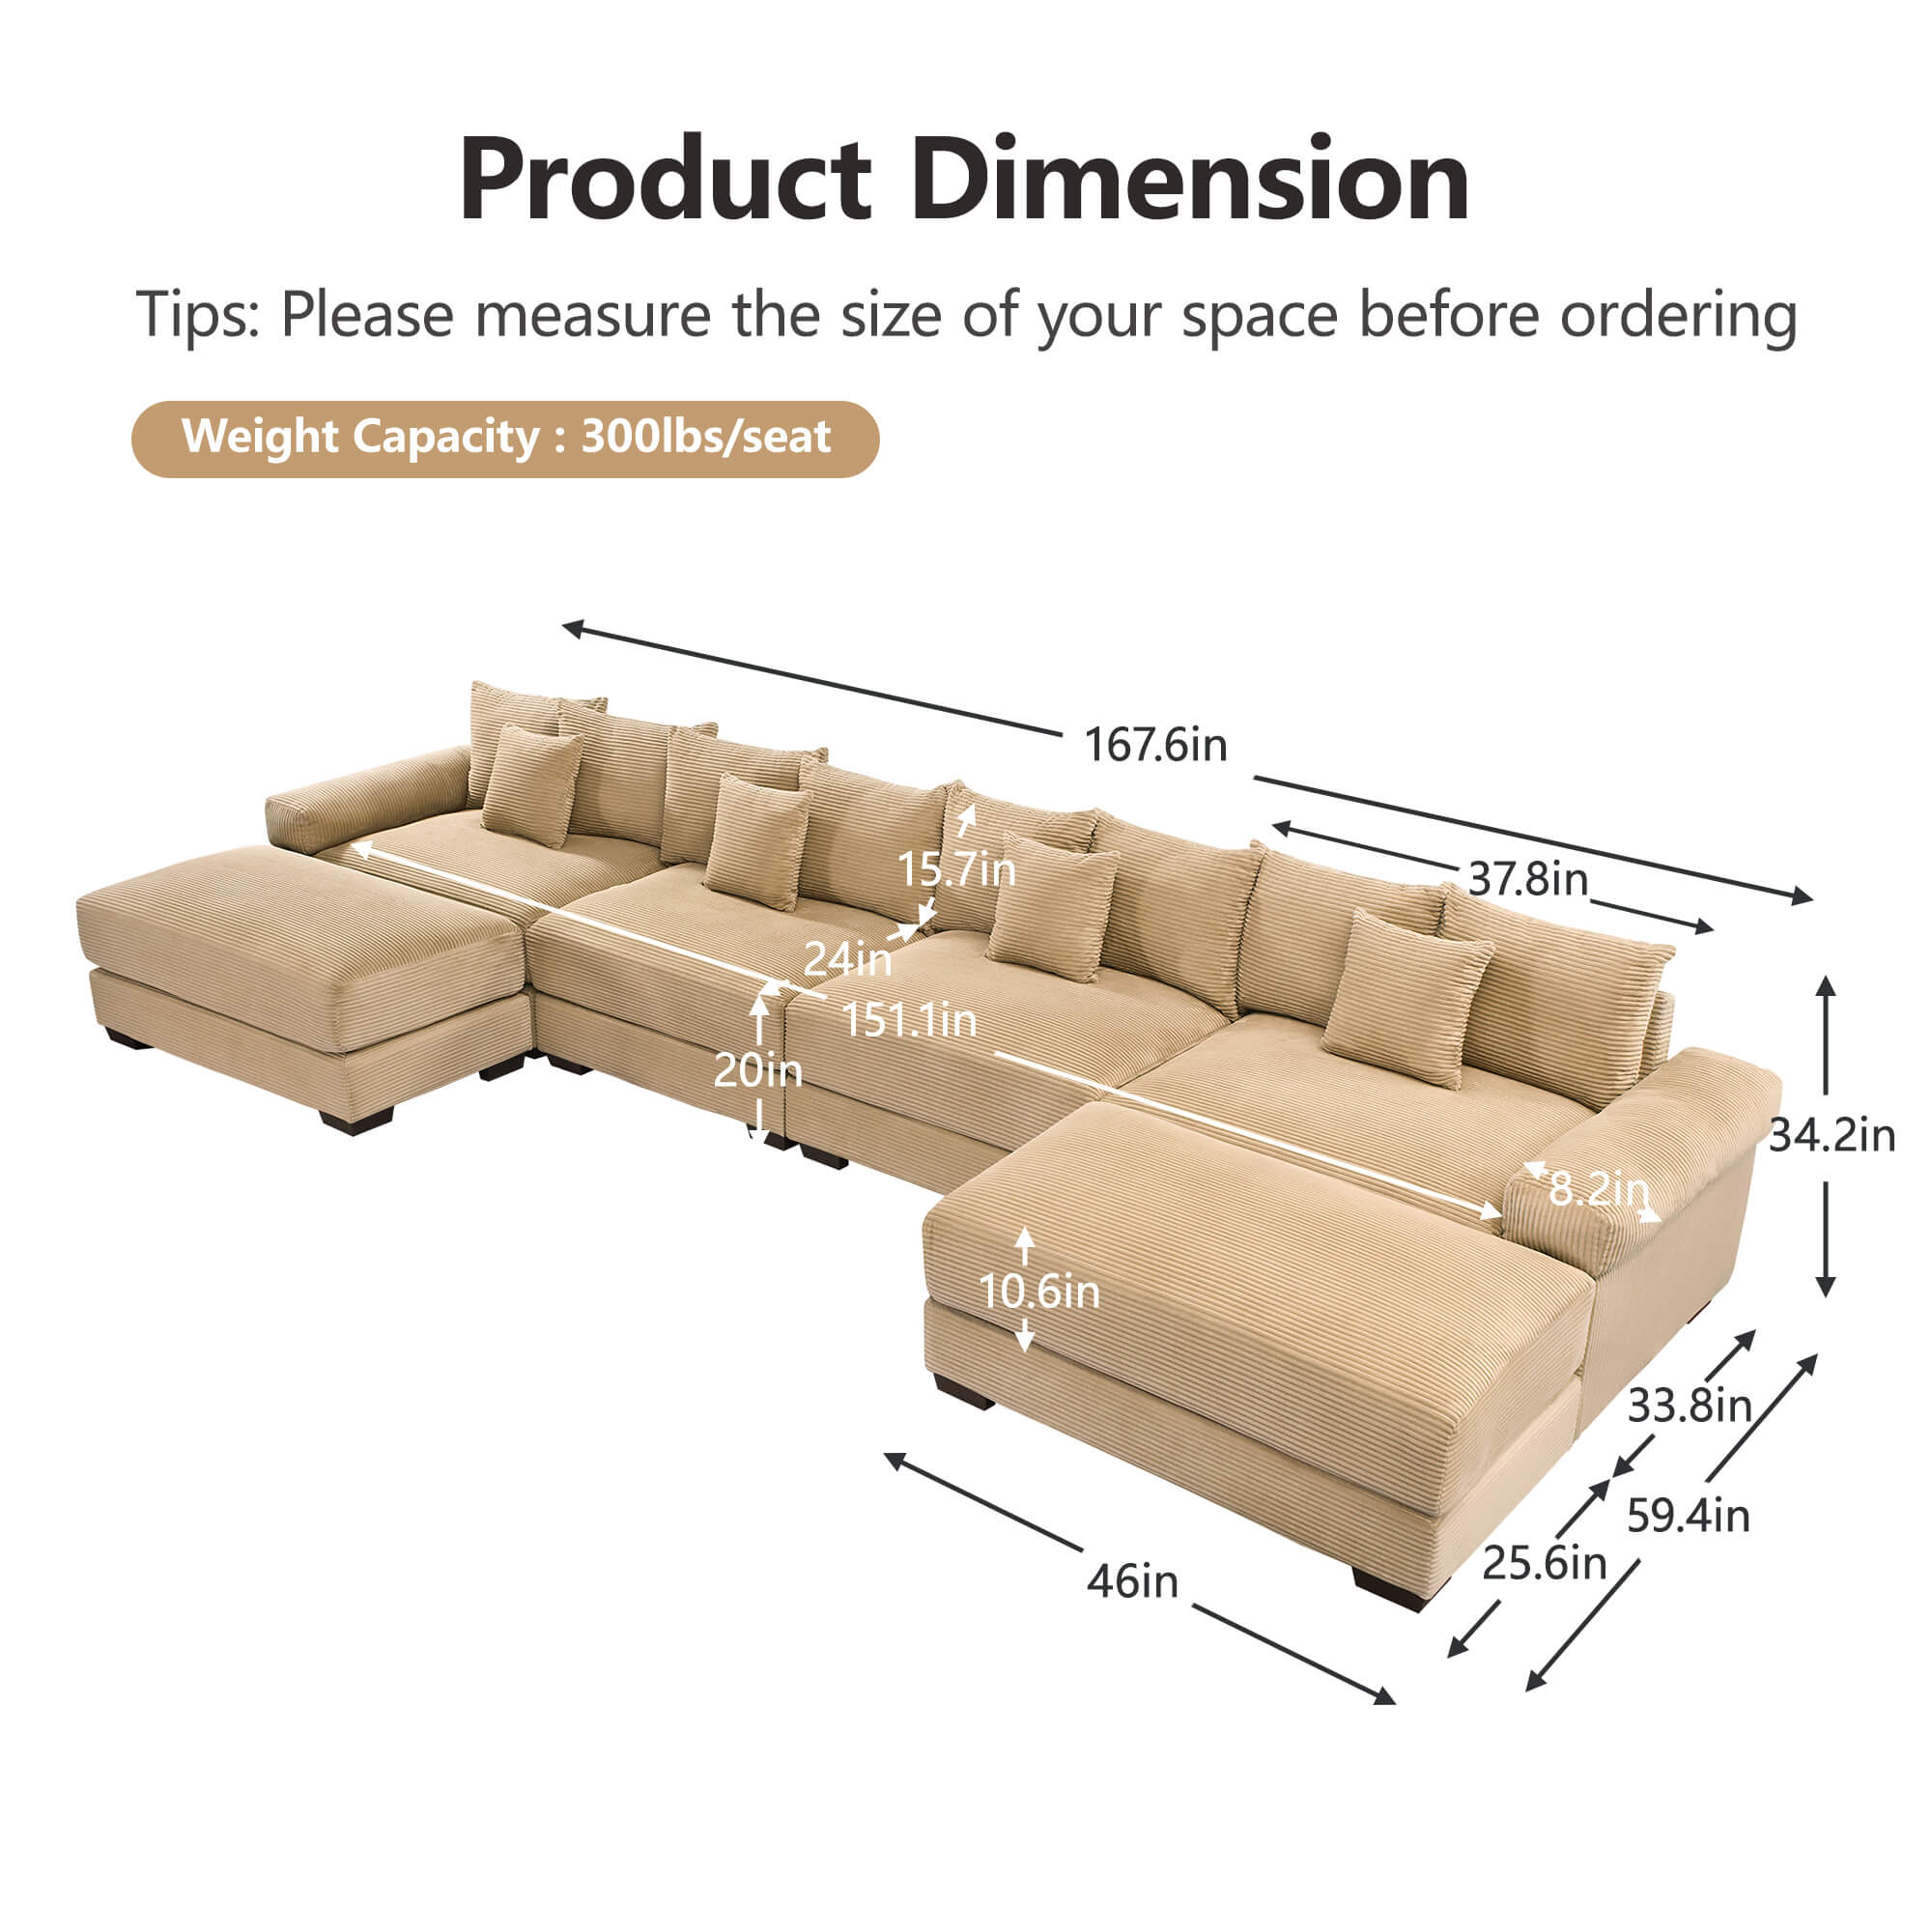 Product Dimension
Tips: Please measure the size of your space before ordering
Weight Capacity : 300lbs/seat
167.6in
37.8in
15.7in
24in
151.1in
20in
34.2in
8.2in
10.6in
33.8in
59.4in
25.6in
46in